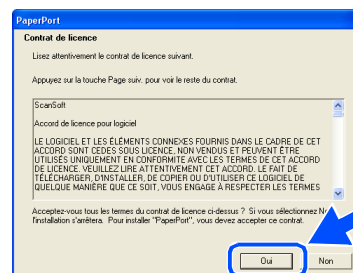 PaperPort
Contrat de licence
Lisez attentivement le contrat de licence suivant.
Appuyez sur la touche Page suiv. pour voir le reste du contrat.
ScanSoft
Accord de licence pour logiciel
LE LOGICIEL ET LES ÉLÉMENTS CONNEXES FOURNIS DANS LE CADRE DE CET
ACCORD SONT CEDES SOUS LICENCE, NON VENDUS ET PEUVENT ÊTRE
UTILISÉS UNIQUEMENT EN CONFORMITE AVEC LES TERMES DE CET ACCORD
DE LICENCE. VEUILLEZ LIRE ATTENTIVEMENT CET ACCORD. LE FAIT DE
TÉLÉCHARGER, D'INSTALLER, DE COPIER OU D'UTILISER CE LOGICIEL DE
QUELQUE MANIÈRE QUE CE SOIT, VOUS ENGAGE À RESPECTER LES TERMES
Acceptez-vous tous les termes du contrat de licence ci-dessus ? Si vous sélectionnez
l'installation s'arrêtera. Pour installer "PaperPort", vous devez accepter ce contrat.
Oui
Non